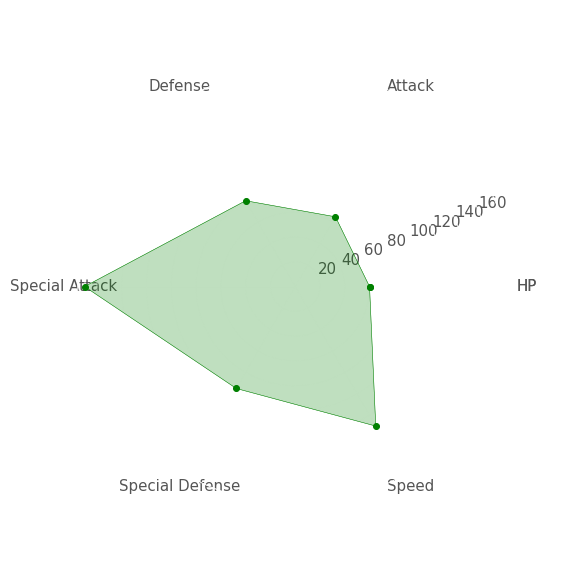 Defense
Attack
160
140
120
100
80
60
40
20
Special Attack
HP
Special Defense
Speed